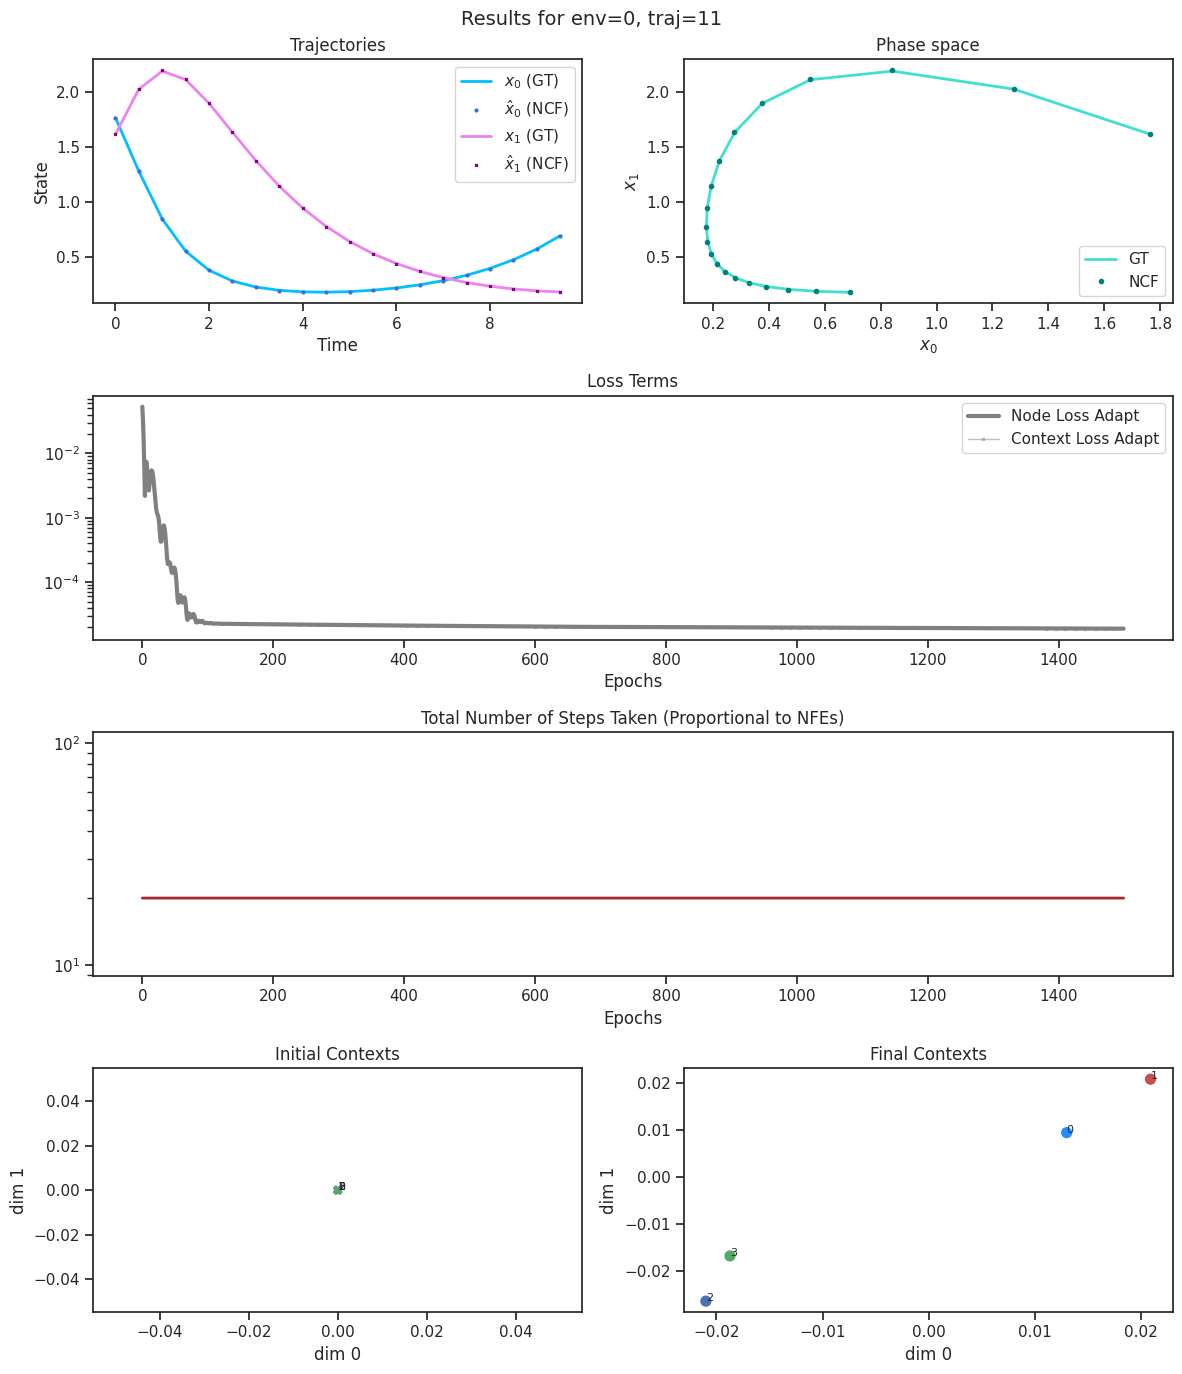 Results for env=0, traj=11
Trajectories
State
2.0
1.5
1.0
0.5
0 2 4 6 8
Time
x₀ (GT)
x̂₀ (NCF)
x₁ (GT)
x̂₁ (NCF)
Phase space
x₁
2.0
1.5
1.0
0.5
0.2 0.4 0.6 0.8 1.0 1.2 1.4 1.6 1.8
x₀
GT
NCF
Loss Terms
10⁻²
10⁻³
10⁻⁴
0 200 400 600 800 1000 1200 1400
Epochs
Node Loss Adapt
Context Loss Adapt
Total Number of Steps Taken (Proportional to NFEs)
10²
10¹
0 200 400 600 800 1000 1200 1400
Epochs
Initial Contexts
dim 1
0.04
0.02
0.00
−0.02
−0.04
−0.04 −0.02 0.00 0.02 0.04
dim 0
Final Contexts
dim 1
0.02
0.01
0.00
−0.01
−0.02
1
0
3
2
−0.02 −0.01 0.00 0.01 0.02
dim 0